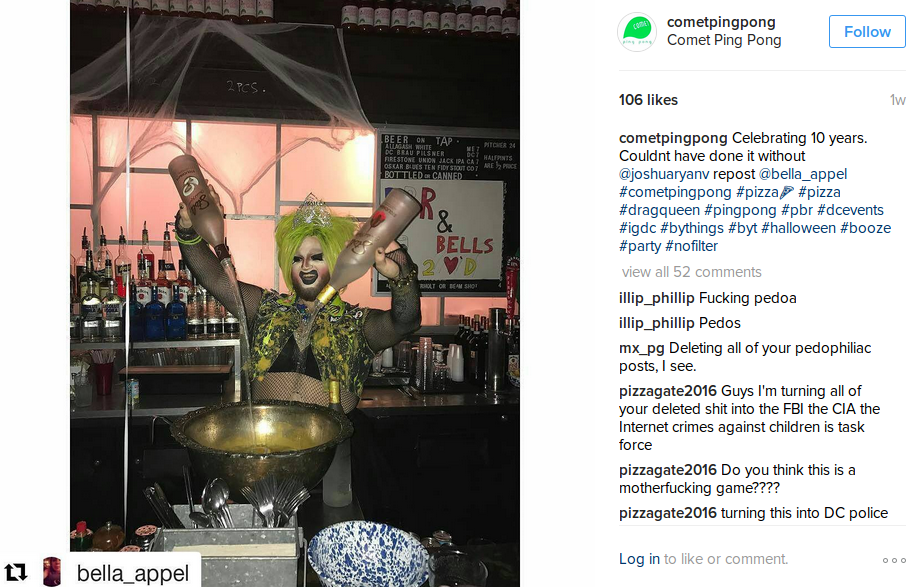 2PCS.
BEER ON TAP
ALLAGASH WHITE
DC BRAU PILSNER
FIRESTONE UNION JACK IPA
OSKAR BLUES TEN FIDY STOUT
BOTTLED OR CANNED
PITCHER 24
HALFPINTS
ARE ½ PRICE
R
&
BELLS
2 D
bella_appel
cometpingpong
Comet Ping Pong
Follow
106 likes
1w
cometpingpong Celebrating 10 years.
Couldnt have done it without
@joshuaryanv repost @bella_appel
#cometpingpong #pizza🍕 #pizza
#dragqueen #pingpong #pbr #dcevents
#igdc #bythings #byt #halloween #booze
#party #nofilter
view all 52 comments
illip_phillip Fucking pedoa
illip_phillip Pedos
mx_pg Deleting all of your pedophiliac
posts, I see.
pizzagate2016 Guys I'm turning all of
your deleted shit into the FBI the CIA the
Internet crimes against children is task
force
pizzagate2016 Do you think this is a
motherfucking game????
pizzagate2016 turning this into DC police
Log in to like or comment.